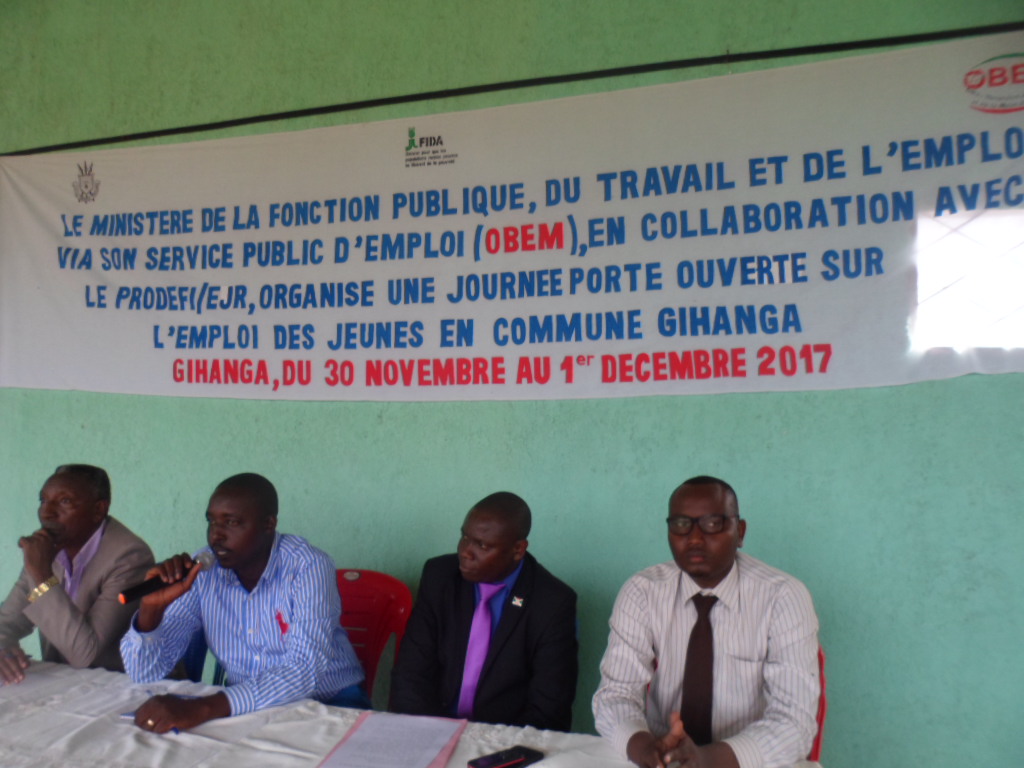 FIDA
OBE
LE MINISTERE DE LA FONCTION PUBLIQUE, DU TRAVAIL ET DE L'EMPLO
VIA SON SERVICE PUBLIC D'EMPLOI (OBEM), EN COLLABORATION AVEC
LE PRODEFI/EJR, ORGANISE UNE JOURNEE PORTE OUVERTE SUR
L'EMPLOI DES JEUNES EN COMMUNE GIHANGA
GIHANGA, DU 30 NOVEMBRE AU 1er DECEMBRE 2017